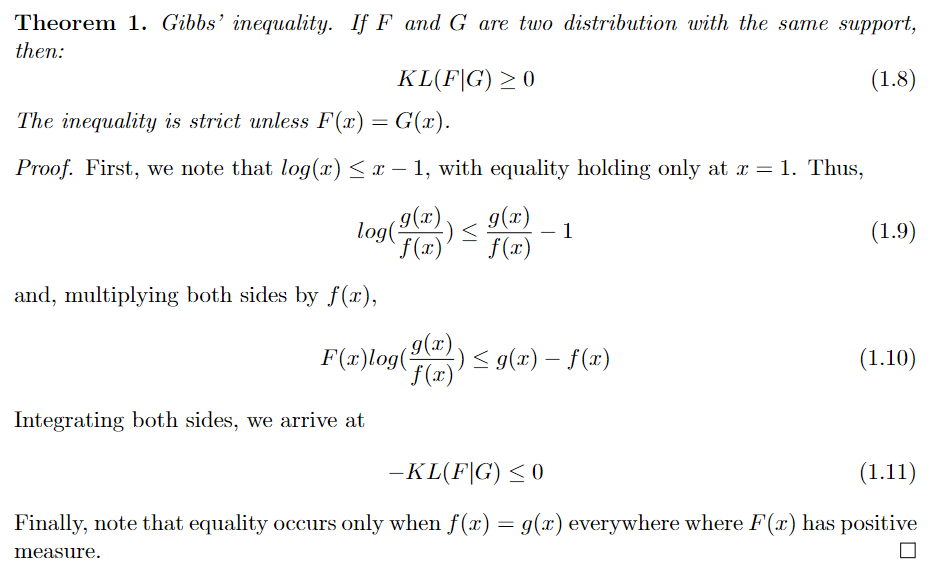 Theorem 1. Gibbs' inequality. If F and G are two distribution with the same support,
then:
KL(F|G) ≥ 0 (1.8)
The inequality is strict unless F(x) = G(x).
Proof. First, we note that log(x) ≤ x − 1, with equality holding only at x = 1. Thus,
log(g(x)/f(x)) ≤ g(x)/f(x) − 1 (1.9)
and, multiplying both sides by f(x),
F(x)log(g(x)/f(x)) ≤ g(x) − f(x) (1.10)
Integrating both sides, we arrive at
−KL(F|G) ≤ 0 (1.11)
Finally, note that equality occurs only when f(x) = g(x) everywhere where F(x) has positive
measure. □